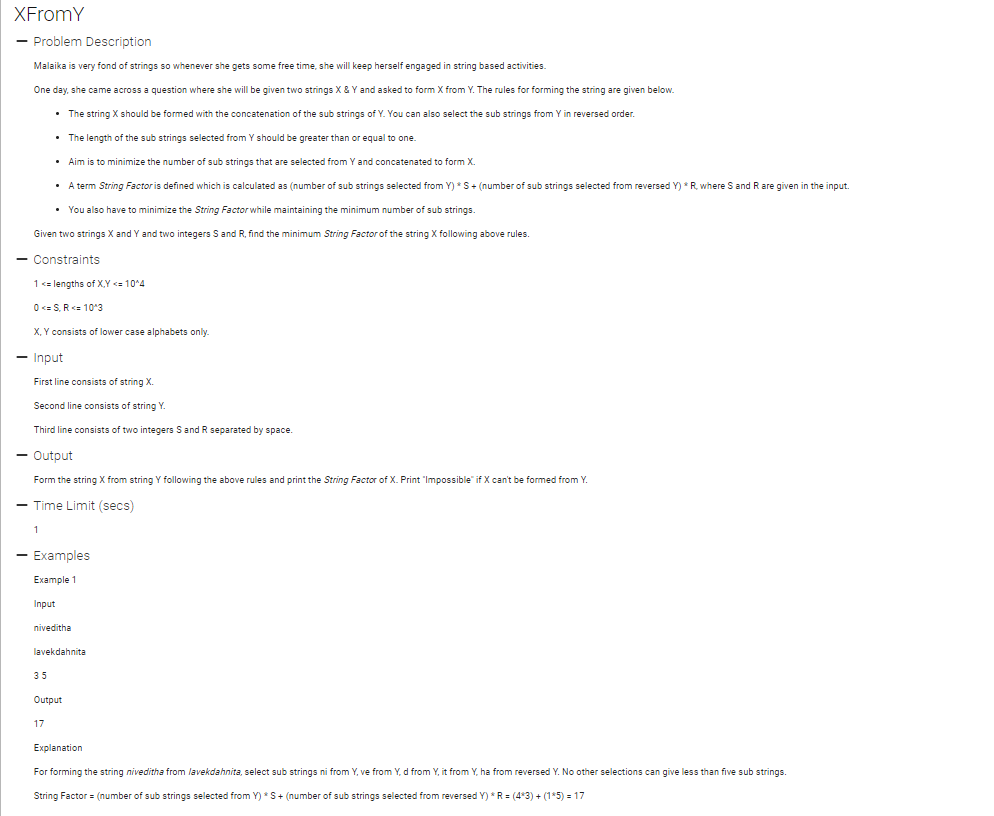 XFromY
— Problem Description
Malaika is very fond of strings so whenever she gets some free time, she will keep herself engaged in string based activities.
One day, she came across a question where she will be given two strings X & Y and asked to form X from Y. The rules for forming the string are given below.
• The string X should be formed with the concatenation of the sub strings of Y. You can also select the sub strings from Y in reversed order.
• The length of the sub strings selected from Y should be greater than or equal to one.
• Aim is to minimize the number of sub strings that are selected from Y and concatenated to form X.
• A term String Factor is defined which is calculated as (number of sub strings selected from Y) * S + (number of sub strings selected from reversed Y) * R, where S and R are given in the input.
• You also have to minimize the String Factor while maintaining the minimum number of sub strings.
Given two strings X and Y and two integers S and R, find the minimum String Factor of the string X following above rules.
— Constraints
1 <= lengths of X,Y <= 10^4
0 <= S, R <= 10^3
X, Y consists of lower case alphabets only.
— Input
First line consists of string X.
Second line consists of string Y.
Third line consists of two integers S and R separated by space.
— Output
Form the string X from string Y following the above rules and print the String Factor of X. Print "Impossible" if X can't be formed from Y.
— Time Limit (secs)
1
— Examples
Example 1
Input
niveditha
lavekdahnita
3 5
Output
17
Explanation
For forming the string niveditha from lavekdahnita, select sub strings ni from Y, ve from Y, d from Y, it from Y, ha from reversed Y. No other selections can give less than five sub strings.
String Factor = (number of sub strings selected from Y) * S + (number of sub strings selected from reversed Y) * R = (4*3) + (1*5) = 17